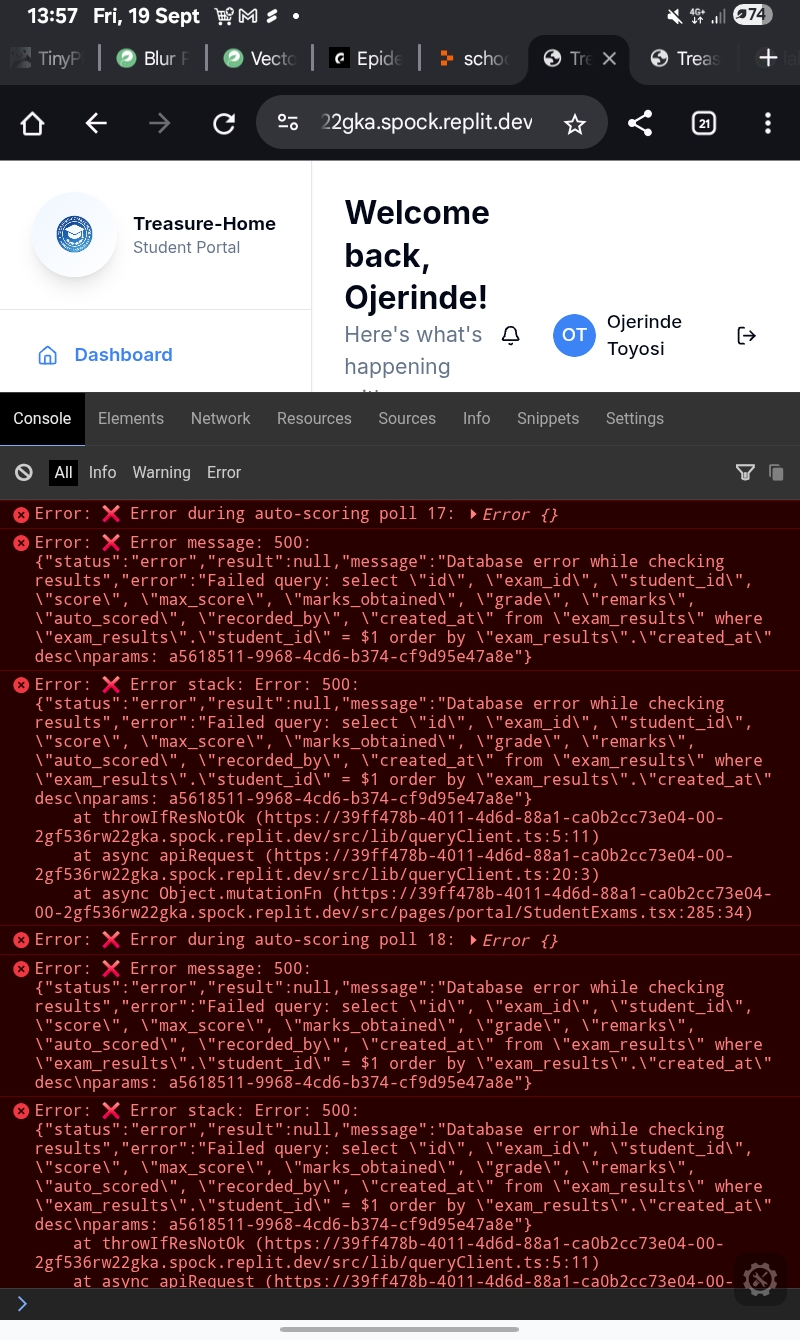 13:57 Fri, 19 Sept
4G+
74
TinyP
Blur F
Vecto
Epide
schoo
Tre
Treas
22gka.spock.replit.dev
21
Treasure-Home
Student Portal
Dashboard
Welcome
back,
Ojerinde!
Here's what's
happening
OT
Ojerinde
Toyosi
Console Elements Network Resources Sources Info Snippets Settings
All Info Warning Error
Error: ❌ Error during auto-scoring poll 17: ▶Error {}
Error: ❌ Error message: 500:
{"status":"error","result":null,"message":"Database error while checking
results","error":"Failed query: select \"id\", \"exam_id\", \"student_id\",
\"score\", \"max_score\", \"marks_obtained\", \"grade\", \"remarks\",
\"auto_scored\", \"recorded_by\", \"created_at\" from \"exam_results\" where
\"exam_results\".\"student_id\" = $1 order by \"exam_results\".\"created_at\"
desc\nparams: a5618511-9968-4cd6-b374-cf9d95e47a8e"}
Error: ❌ Error stack: Error: 500:
{"status":"error","result":null,"message":"Database error while checking
results","error":"Failed query: select \"id\", \"exam_id\", \"student_id\",
\"score\", \"max_score\", \"marks_obtained\", \"grade\", \"remarks\",
\"auto_scored\", \"recorded_by\", \"created_at\" from \"exam_results\" where
\"exam_results\".\"student_id\" = $1 order by \"exam_results\".\"created_at\"
desc\nparams: a5618511-9968-4cd6-b374-cf9d95e47a8e"}
at throwIfResNotOk (https://39ff478b-4011-4d6d-88a1-ca0b2cc73e04-00-
2gf536rw22gka.spock.replit.dev/src/lib/queryClient.ts:5:11)
at async apiRequest (https://39ff478b-4011-4d6d-88a1-ca0b2cc73e04-00-
2gf536rw22gka.spock.replit.dev/src/lib/queryClient.ts:20:3)
at async Object.mutationFn (https://39ff478b-4011-4d6d-88a1-ca0b2cc73e04-
00-2gf536rw22gka.spock.replit.dev/src/pages/portal/StudentExams.tsx:285:34)
Error: ❌ Error during auto-scoring poll 18: ▶Error {}
Error: ❌ Error message: 500:
{"status":"error","result":null,"message":"Database error while checking
results","error":"Failed query: select \"id\", \"exam_id\", \"student_id\",
\"score\", \"max_score\", \"marks_obtained\", \"grade\", \"remarks\",
\"auto_scored\", \"recorded_by\", \"created_at\" from \"exam_results\" where
\"exam_results\".\"student_id\" = $1 order by \"exam_results\".\"created_at\"
desc\nparams: a5618511-9968-4cd6-b374-cf9d95e47a8e"}
Error: ❌ Error stack: Error: 500:
{"status":"error","result":null,"message":"Database error while checking
results","error":"Failed query: select \"id\", \"exam_id\", \"student_id\",
\"score\", \"max_score\", \"marks_obtained\", \"grade\", \"remarks\",
\"auto_scored\", \"recorded_by\", \"created_at\" from \"exam_results\" where
\"exam_results\".\"student_id\" = $1 order by \"exam_results\".\"created_at\"
desc\nparams: a5618511-9968-4cd6-b374-cf9d95e47a8e"}
at throwIfResNotOk (https://39ff478b-4011-4d6d-88a1-ca0b2cc73e04-00-
2gf536rw22gka.spock.replit.dev/src/lib/queryClient.ts:5:11)
at async apiRequest (https://39ff478b-4011-4d6d-88a1-ca0b2cc73e04-00-